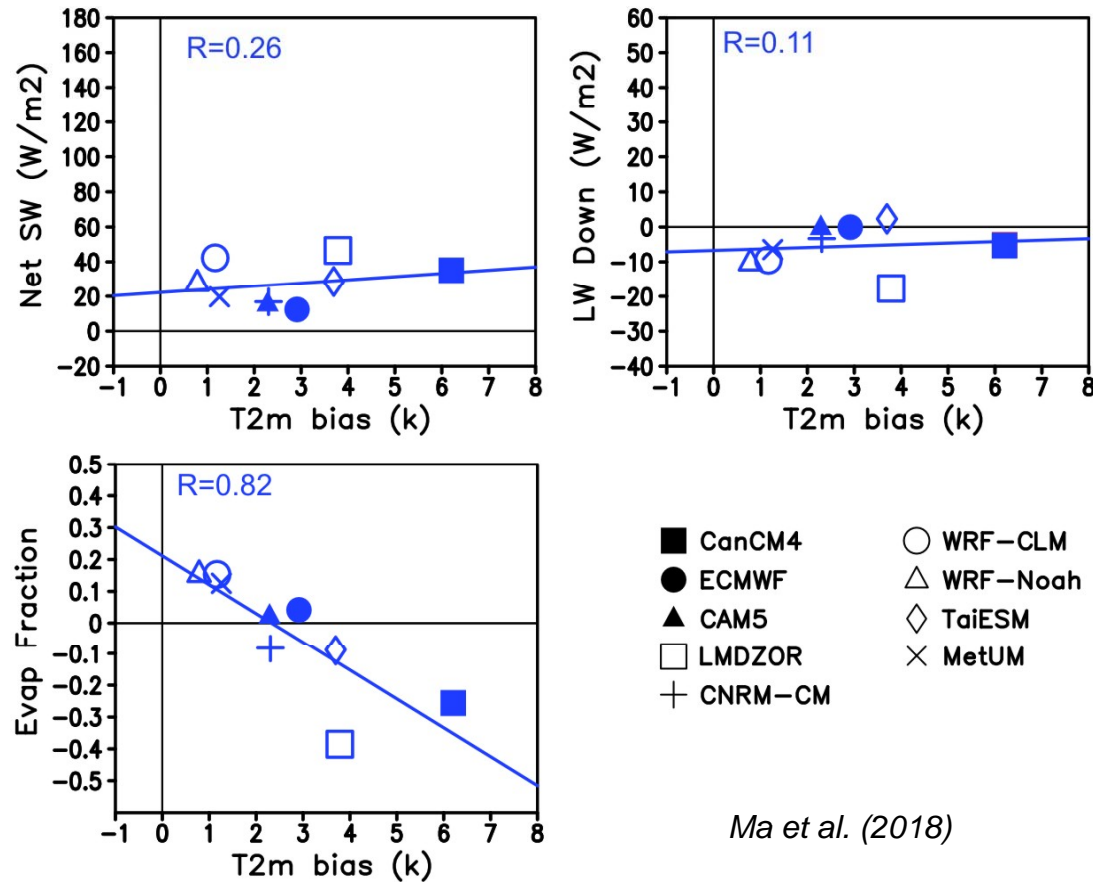 R=0.26
Net SW (W/m2)
180
160
140
120
100
80
60
40
20
0
−20
−1 0 1 2 3 4 5 6 7 8
T2m bias (k)
R=0.11
LW Down (W/m2)
60
50
40
30
20
10
0
−10
−20
−30
−40
−1 0 1 2 3 4 5 6 7 8
T2m bias (k)
R=0.82
Evap Fraction
0.5
0.4
0.3
0.2
0.1
0
−0.1
−0.2
−0.3
−0.4
−0.5
−1 0 1 2 3 4 5 6 7 8
T2m bias (k)
CanCM4
ECMWF
CAM5
LMDZOR
CNRM−CM
WRF−CLM
WRF−Noah
TaiESM
MetUM
Ma et al. (2018)